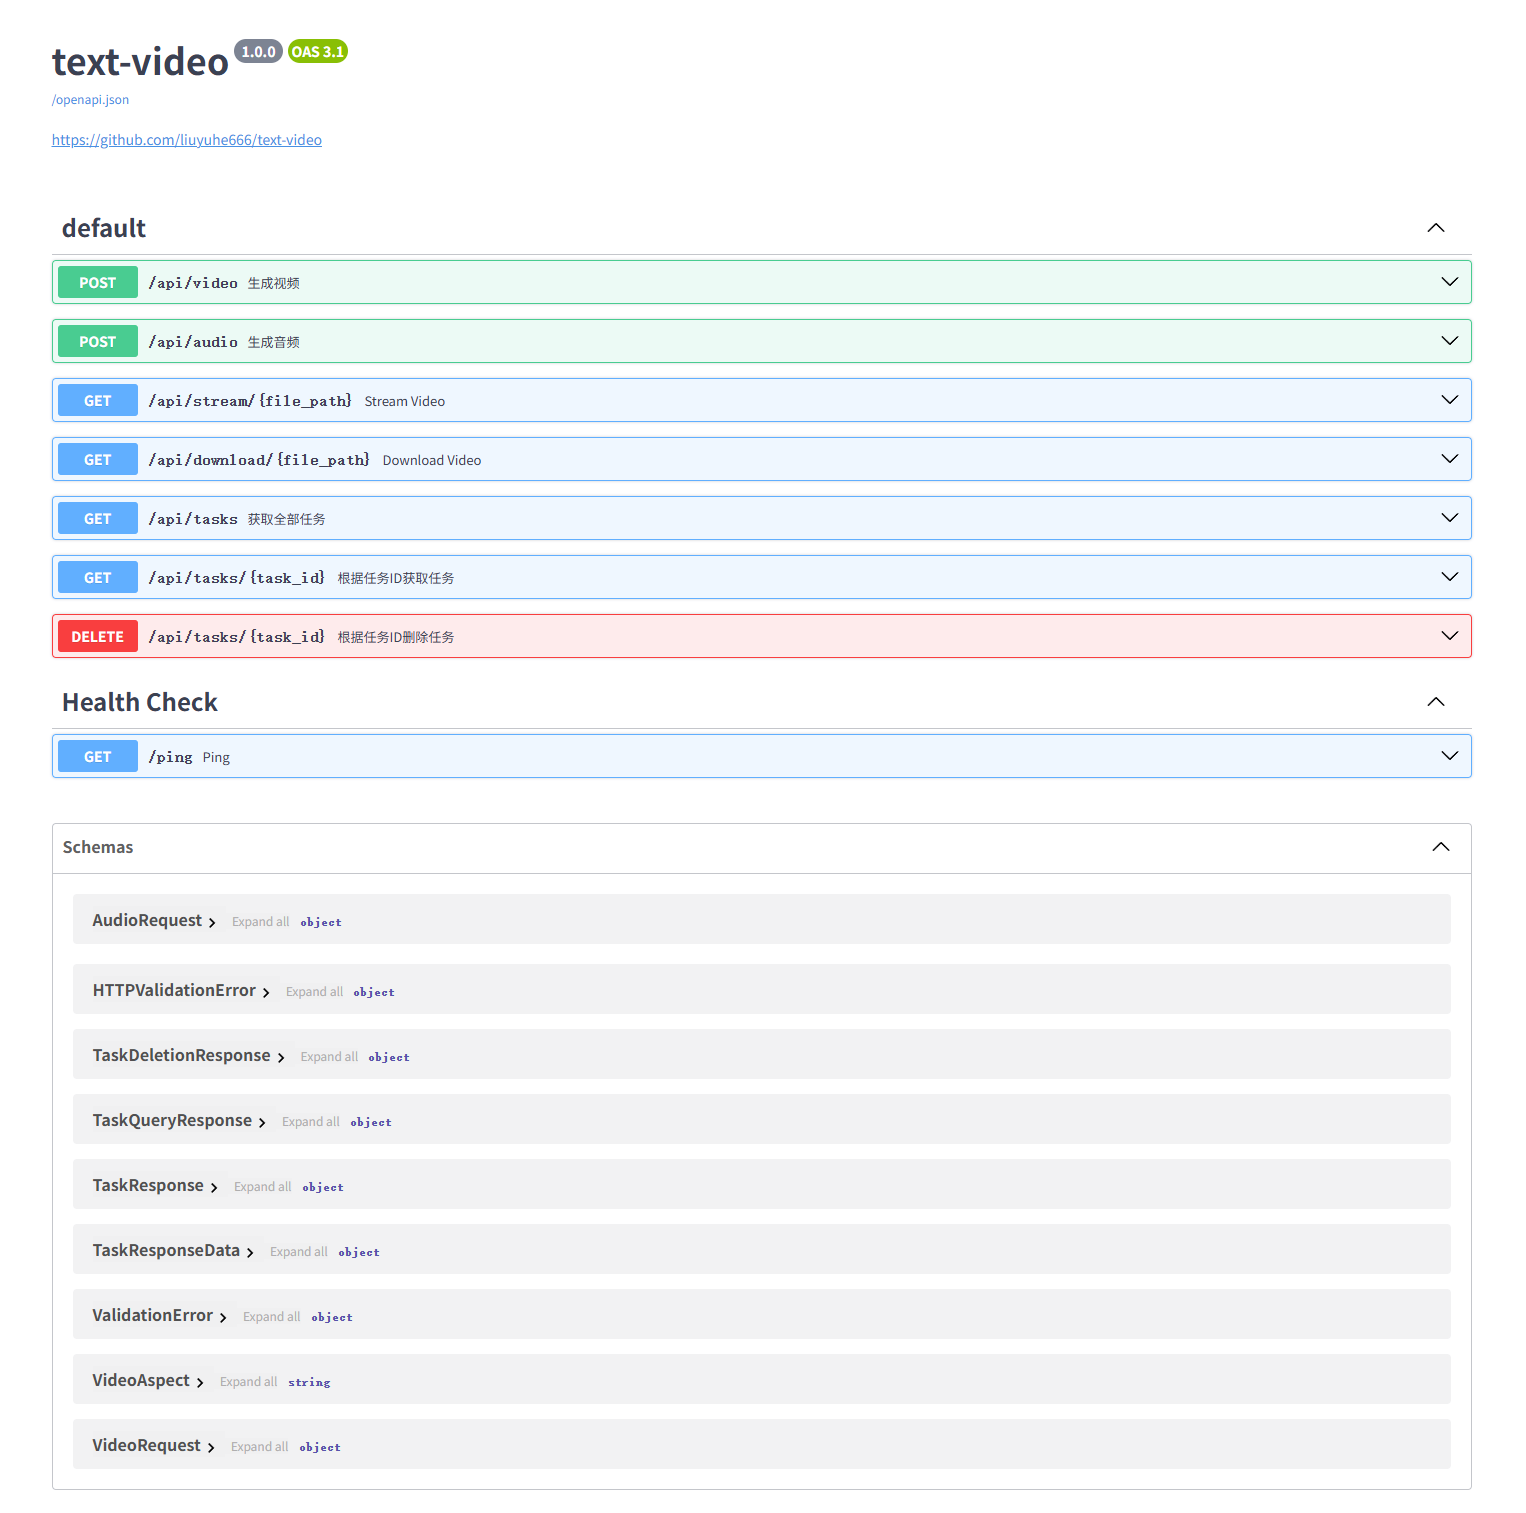 text-video 1.0.0 OAS 3.1
/openapi.json
https://github.com/liuyuhe666/text-video
default
POST /api/video 生成视频
POST /api/audio 生成音频
GET /api/stream/{file_path} Stream Video
GET /api/download/{file_path} Download Video
GET /api/tasks 获取全部任务
GET /api/tasks/{task_id} 根据任务ID获取任务
DELETE /api/tasks/{task_id} 根据任务ID删除任务
Health Check
GET /ping Ping
Schemas
AudioRequest Expand all object
HTTPValidationError Expand all object
TaskDeletionResponse Expand all object
TaskQueryResponse Expand all object
TaskResponse Expand all object
TaskResponseData Expand all object
ValidationError Expand all object
VideoAspect Expand all string
VideoRequest Expand all object